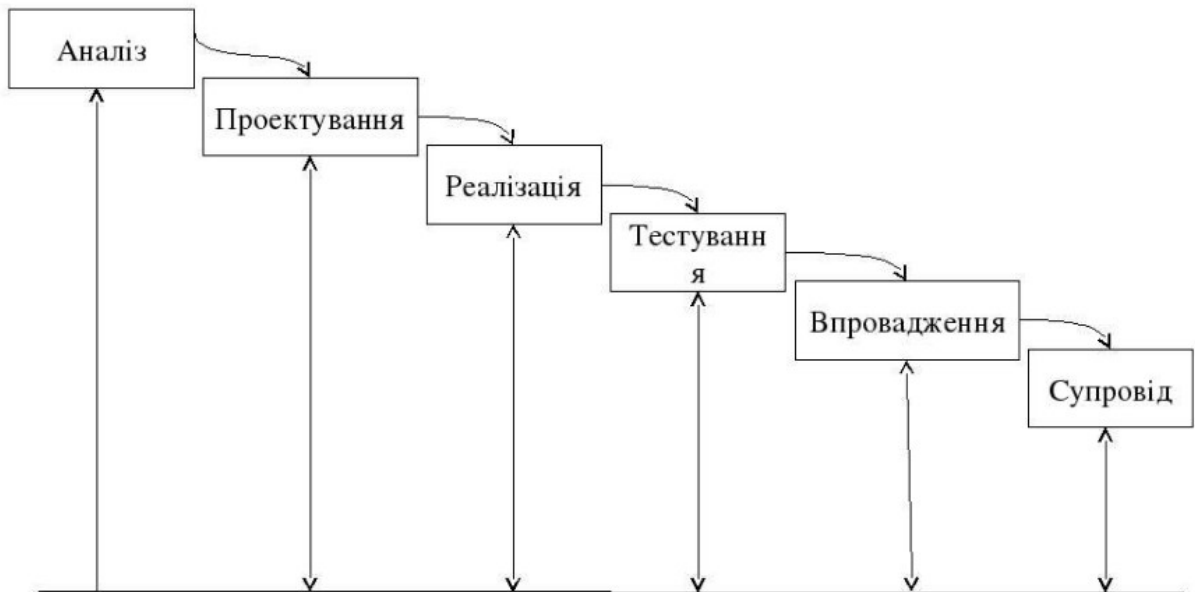 Аналіз
Проектування
Реалізація
Тестуванн
я
Впровадження
Супровід